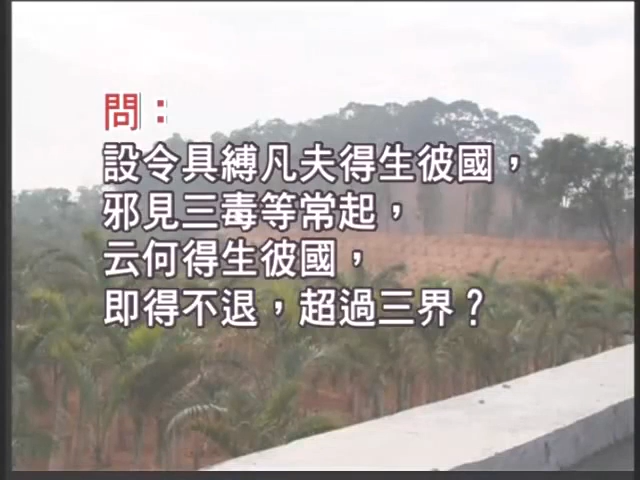 問：
設令具縛凡夫得生彼國，
邪見三毒等常起，
云何得生彼國，
即得不退，超過三界？